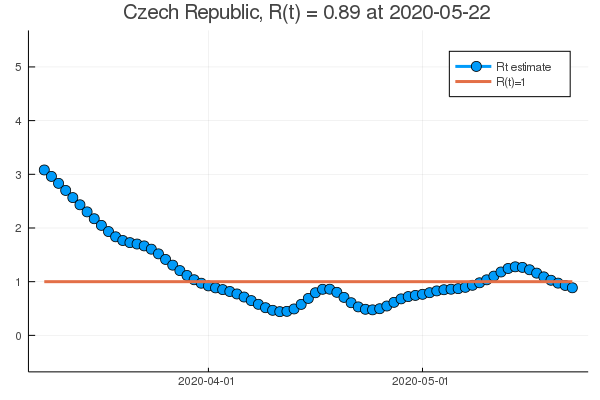 Czech Republic, R(t) = 0.89 at 2020-05-22
Rt estimate
R(t)=1
5
4
3
2
1
0
2020-04-01 2020-05-01